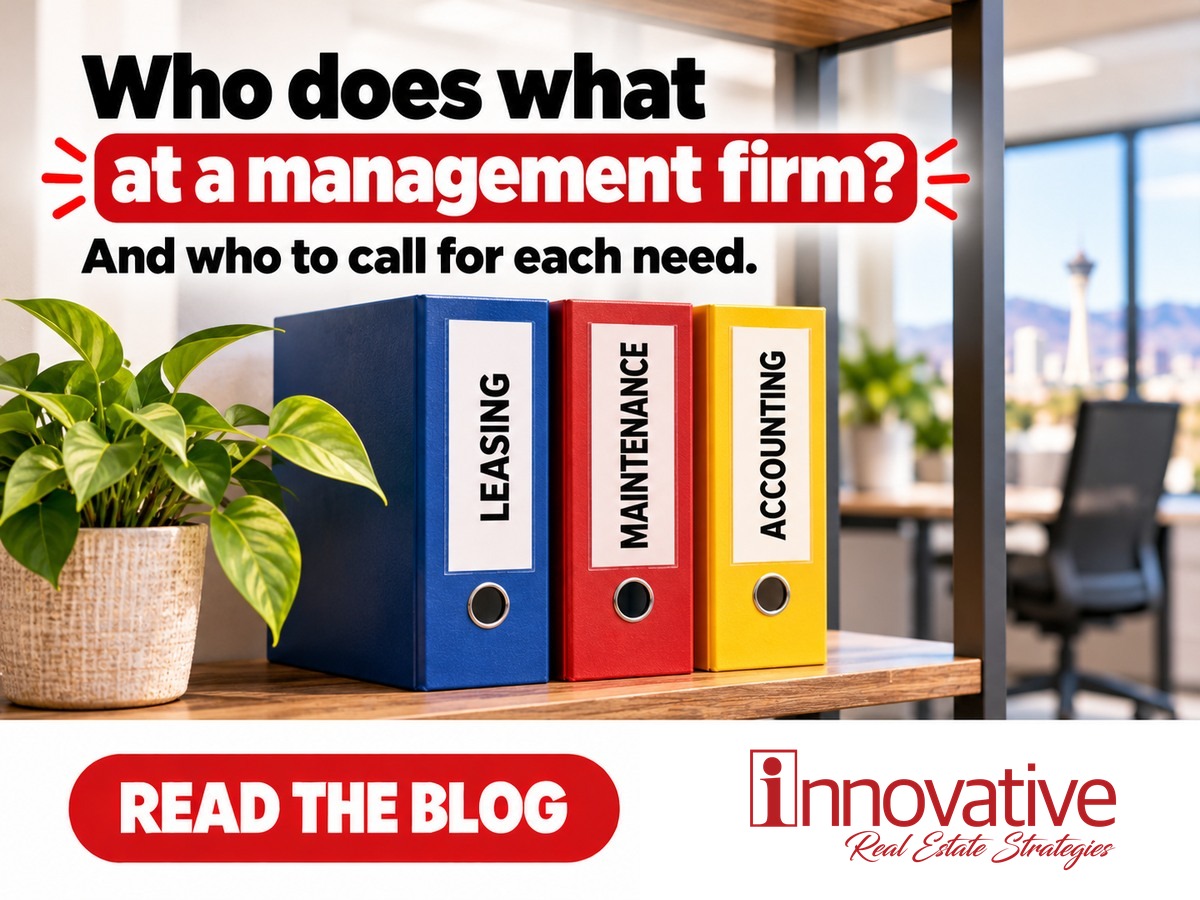 Who does what
at a management firm?
And who to call for each need.
LEASING
MAINTENANCE
ACCOUNTING
READ THE BLOG
innovative
Real Estate Strategies